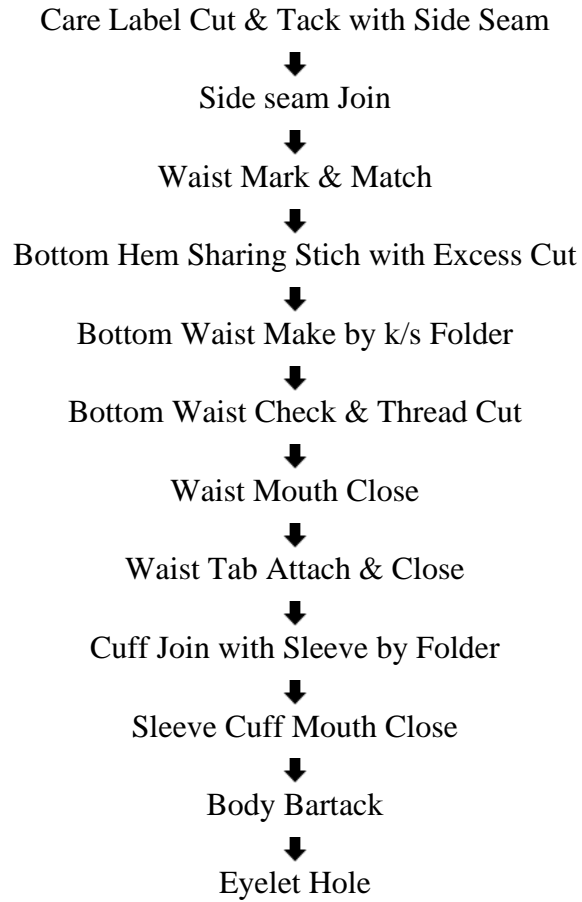 Care Label Cut & Tack with Side Seam
Side seam Join
Waist Mark & Match
Bottom Hem Sharing Stich with Excess Cut
Bottom Waist Make by k/s Folder
Bottom Waist Check & Thread Cut
Waist Mouth Close
Waist Tab Attach & Close
Cuff Join with Sleeve by Folder
Sleeve Cuff Mouth Close
Body Bartack
Eyelet Hole